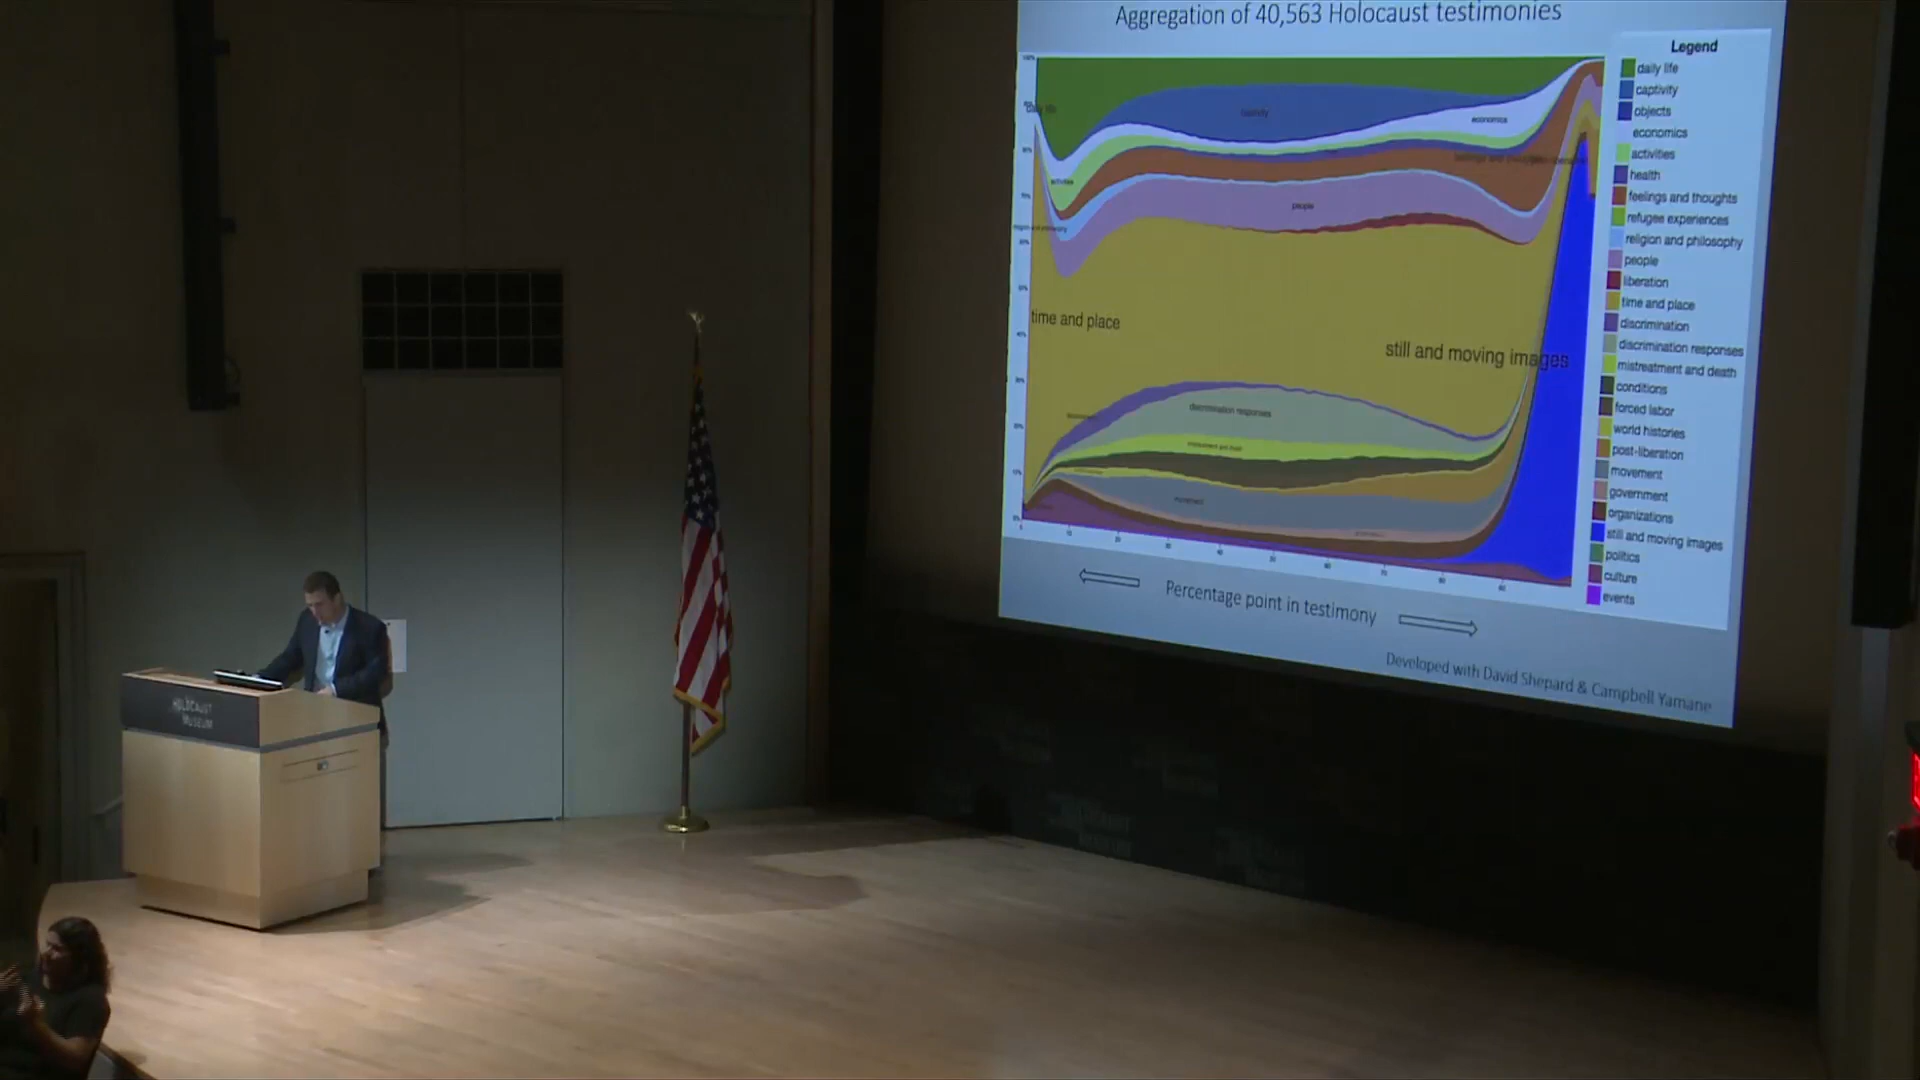 Aggregation of 40,563 Holocaust testimonies
Legend
daily life
captivity
objects
economics
activities
health
feelings and thoughts
refugee experiences
religion and philosophy
people
liberation
time and place
discrimination
discrimination responses
mistreatment and death
conditions
forced labor
world histories
post-liberation
movement
government
organizations
still and moving images
politics
culture
events
economics
activities
people
time and place
still and moving images
discrimination responses
movement
Percentage point in testimony
Developed with David Shepard & Campbell Yamane
HOLOCAUST
MUSEUM